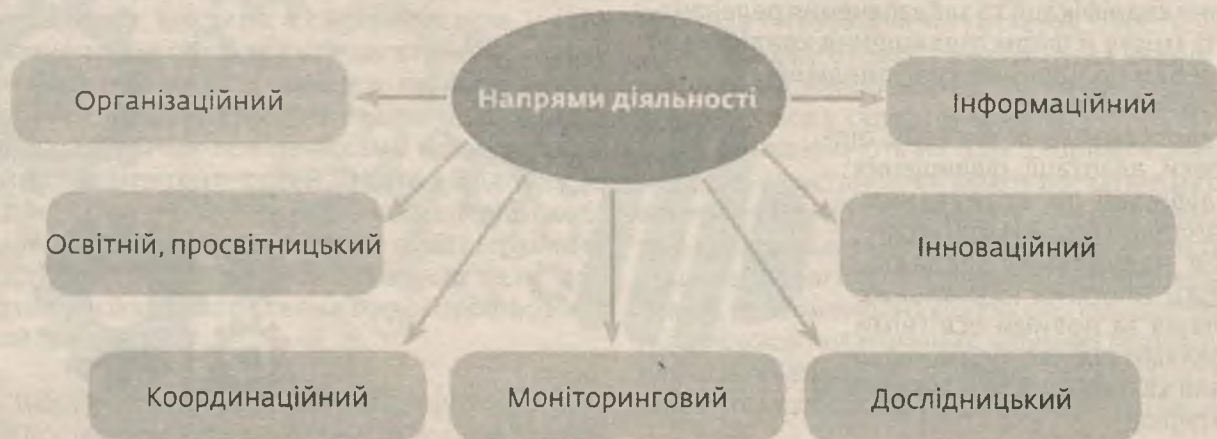 Організаційний
Напрями діяльності
Інформаційний
Освітній, просвітницький
Інноваційний
Координаційний
Моніторинговий
Дослідницький